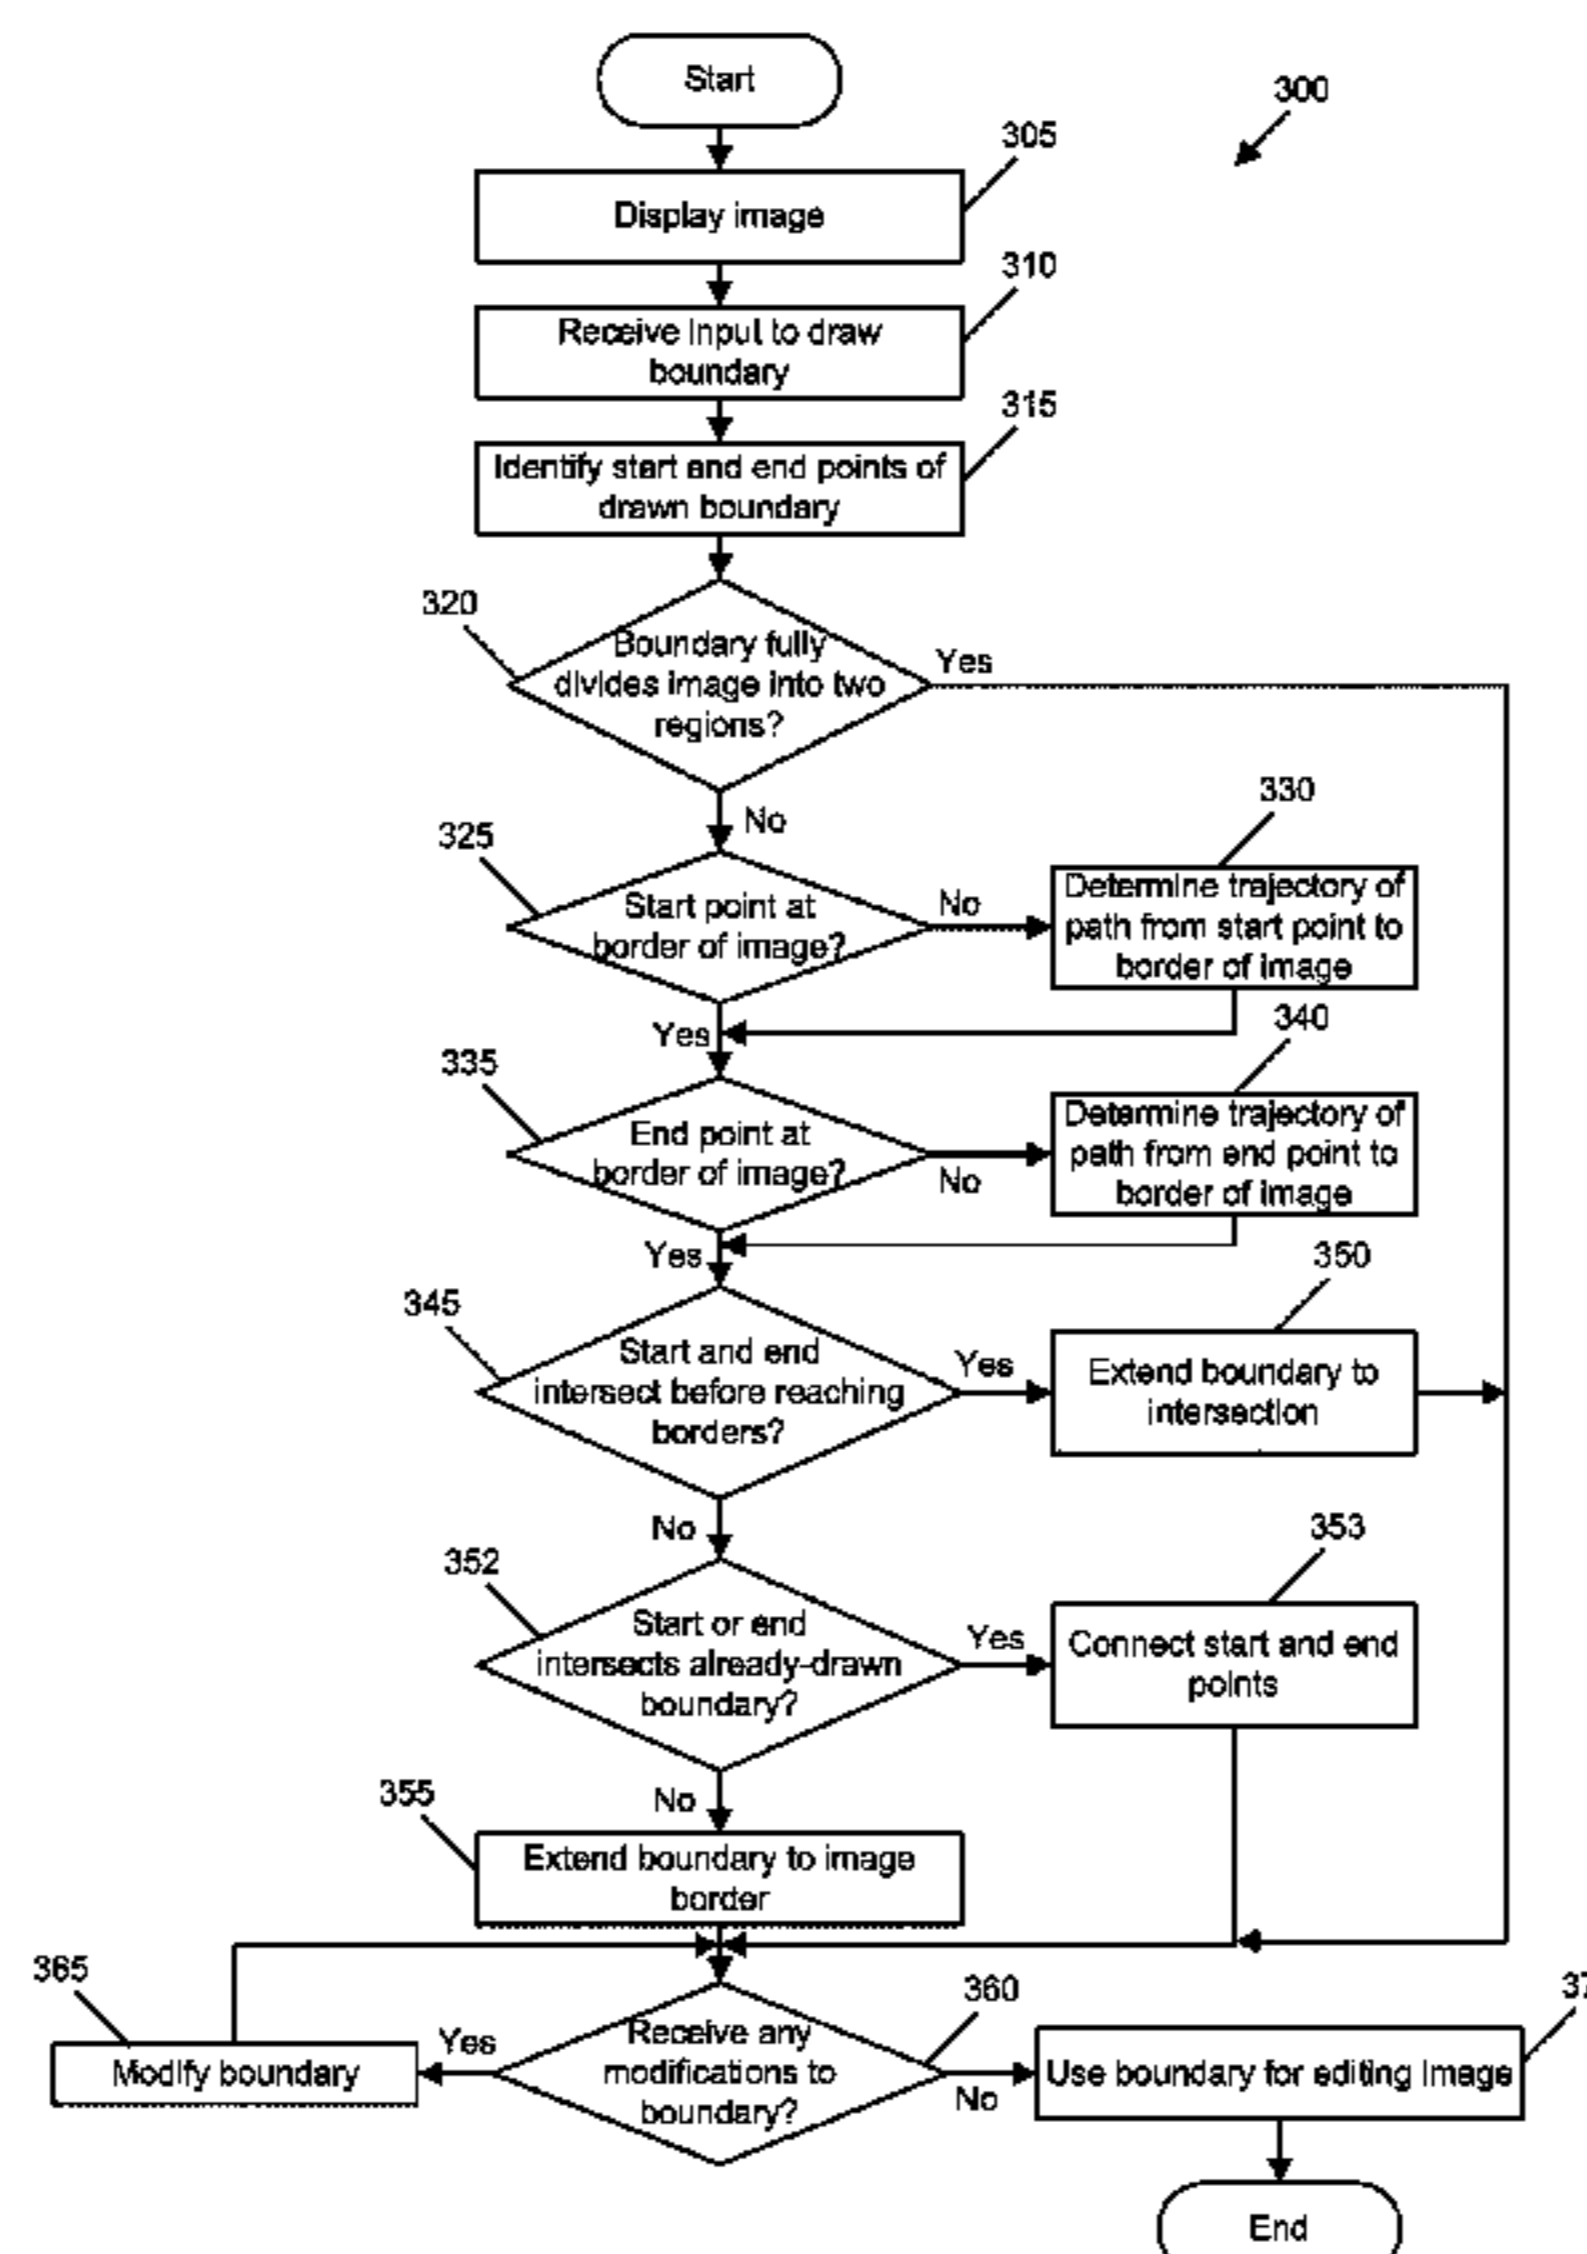 Start
300
305
Display image
310
Receive input to draw
boundary
315
Identify start and end points of
drawn boundary
320
Boundary fully
divides image into two
regions?
Yes
No
325
Start point at
border of image?
No
330
Determine trajectory of
path from start point to
border of image
Yes
335
End point at
border of image?
No
340
Determine trajectory of
path from end point to
border of image
Yes
345
Start and end
intersect before reaching
borders?
Yes
350
Extend boundary to
intersection
No
352
Start or end
intersects already-drawn
boundary?
Yes
353
Connect start and end
points
No
355
Extend boundary to image
border
365
Modify boundary
Yes
360
Receive any
modifications to
boundary?
No
Use boundary for editing image
End